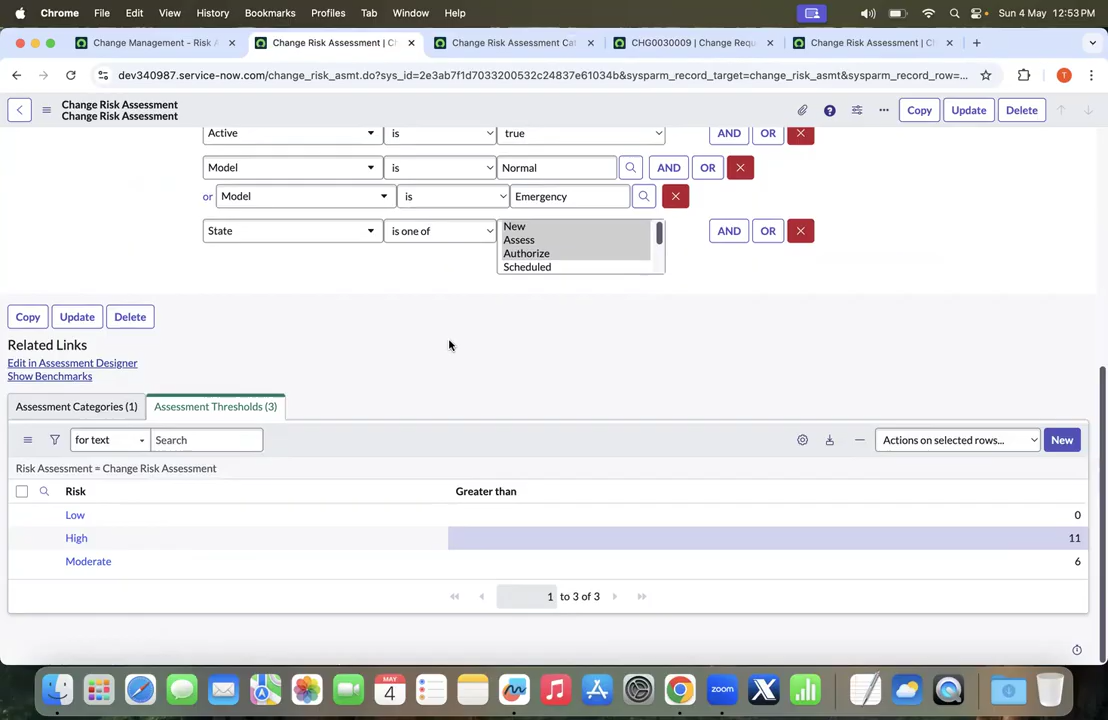 Chrome File Edit View History Bookmarks Profiles Tab Window Help Sun 4 May 12:53 PM
Change Management - Risk Change Risk Assessment | C Change Risk Assessment Ca CHG0030009 | Change Requ Change Risk Assessment | C
dev340987.service-now.com/change_risk_asmt.do?sys_id=2e3ab7f1d7033200532c24837e61034b&sysparm_record_target=change_risk_asmt&sysparm_record_row=... T
Change Risk Assessment
Change Risk Assessment
Copy Update Delete
Active is true AND OR
Model is Normal AND OR
or Model is Emergency
State is one of New AND OR
Assess
Authorize
Scheduled
Copy Update Delete
Related Links
Edit in Assessment Designer
Show Benchmarks
Assessment Categories (1) Assessment Thresholds (3)
for text Search Actions on selected rows... New
Risk Assessment = Change Risk Assessment
Risk Greater than
Low 0
High 11
Moderate 6
1 to 3 of 3
MAY
4
zoom